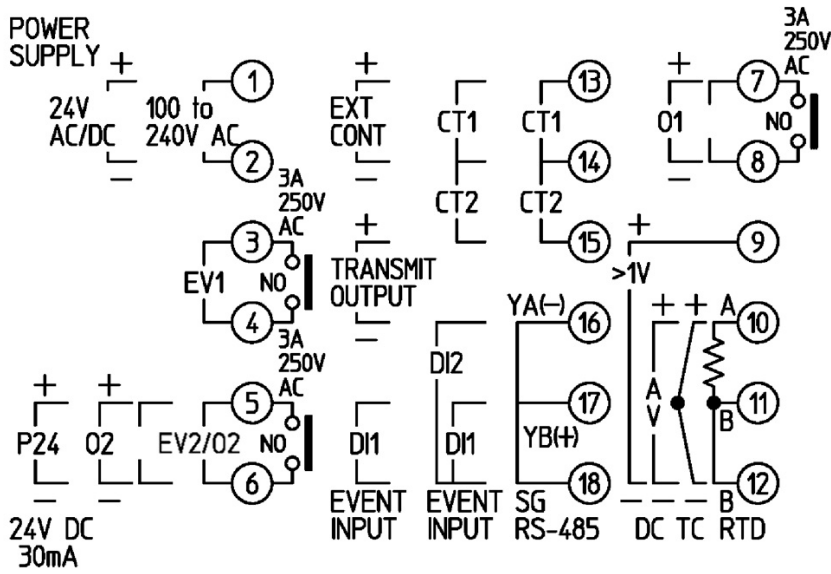 POWER
SUPPLY
+
24V
AC/DC
−
100 to
240V AC
1
2
3A
250V
AC
EV1
3
4
NO
3A
250V
AC
+
P24
−
24V DC
30mA
+
O2
−
EV2/O2
5
6
NO
+
EXT
CONT
−
+
TRANSMIT
OUTPUT
−
DI1
EVENT
INPUT
CT1
CT2
DI2
DI1
EVENT
INPUT
CT1
CT2
13
14
15
YA(−)
16
17
YB(+)
18
SG
RS-485
3A
250V
AC
+
O1
−
7
8
NO
+
9
>1V
−
DC
+
A
V
−
+
−
TC
A
10
B
11
B
12
RTD